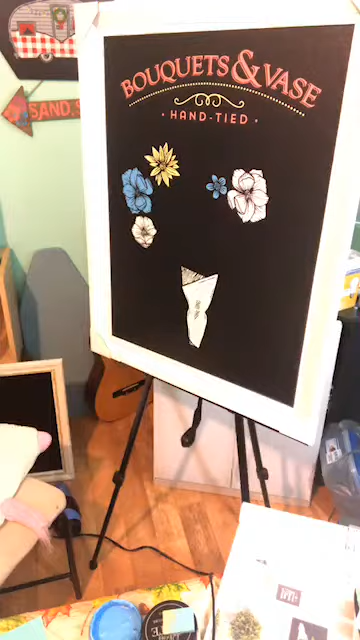 SAND.S
BOUQUETS & VASE
· HAND-TIED ·